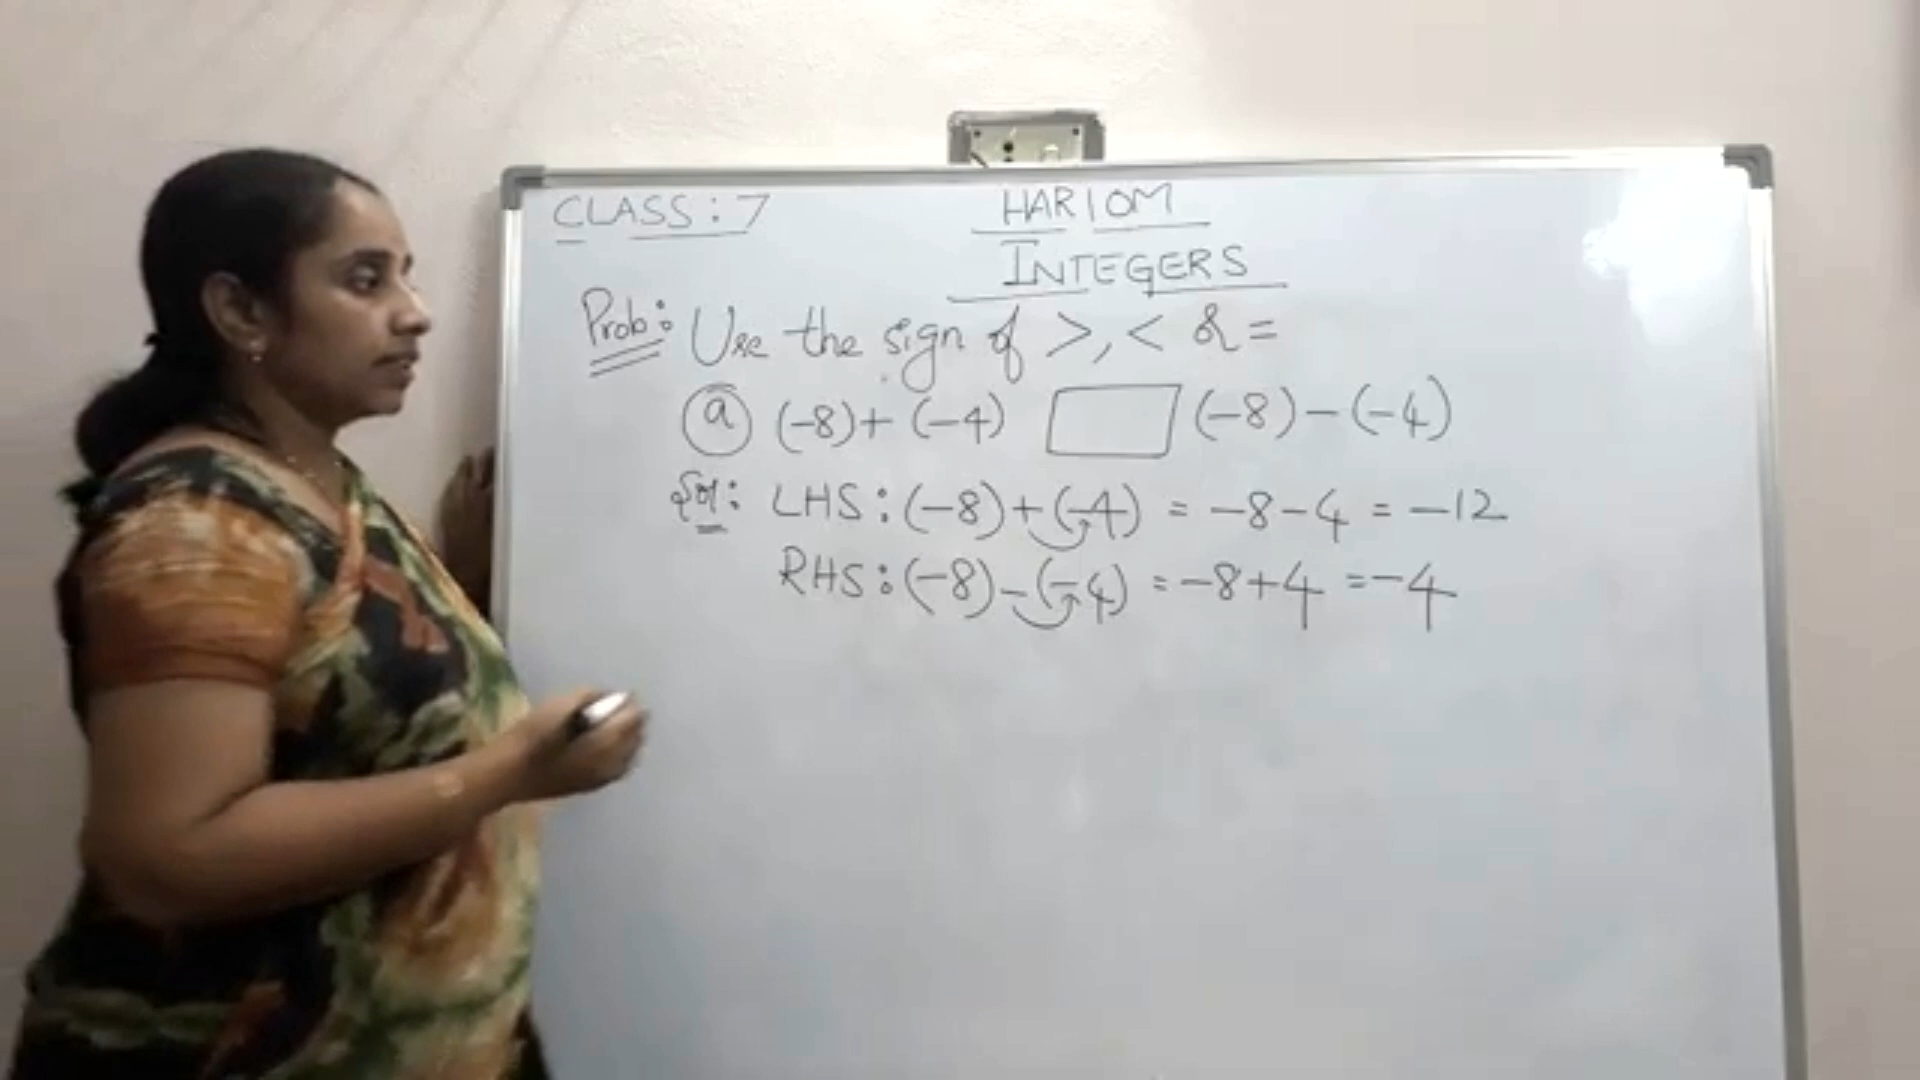 CLASS : 7
HARIOM
INTEGERS
Prob: Use the sign of >, < & =
a (-8)+(-4) (-8)-(-4)
Soln: LHS : (-8)+(-4) = -8-4 = -12
RHS : (-8)-(-4) = -8+4 = -4